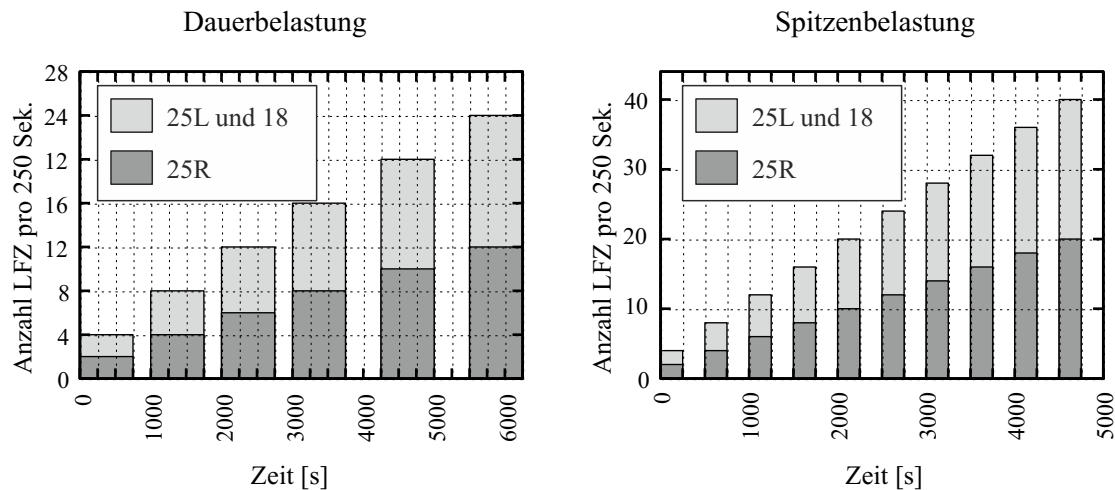 Dauerbelastung
Anzahl LFZ pro 250 Sek.
28
24
12
16
12
8
4
0
25L und 18
25R
0
1000
2000
3000
4000
5000
6000
Zeit [s]
Spitzenbelastung
Anzahl LFZ pro 250 Sek.
40
30
20
10
0
25L und 18
25R
0
1000
2000
3000
4000
5000
Zeit [s]